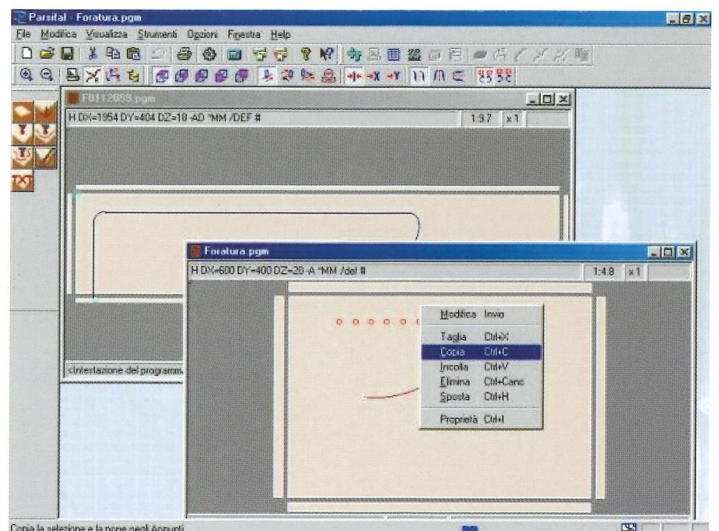 Parsifal - Foratura.pgm
File Modifica Visualizza Strumenti Opzioni Finestra Help
F0112059.pgm
H DX=1954 DY=404 DZ=18 -AD *MM /DEF #
1:9.7
x 1
Foratura.pgm
H DX=600 DY=400 DZ=20 -A *MM /def #
1:4.8
x 1
Modifica Invio
Taglia Ctrl+X
Copia Ctrl+C
Incolla Ctrl+V
Elimina Ctrl+Canc
Sposta Ctrl+H
Proprietà Ctrl+I
<Intestazione del programm
Copia la selezione e la pone negli Appunti